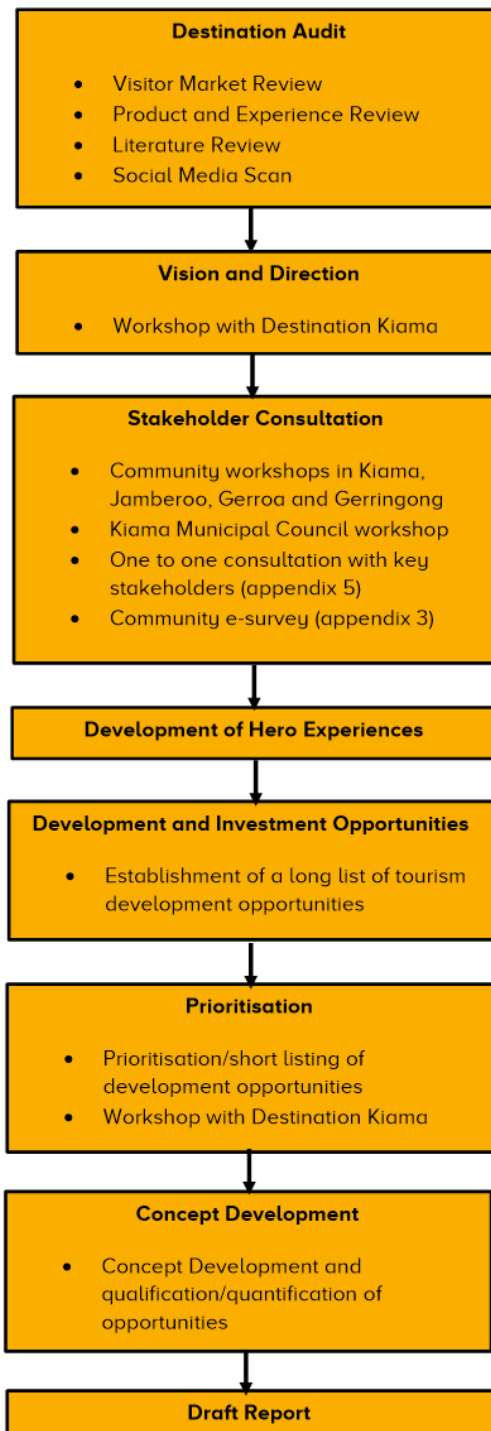 Destination Audit
• Visitor Market Review
• Product and Experience Review
• Literature Review
• Social Media Scan
Vision and Direction
• Workshop with Destination Kiama
Stakeholder Consultation
• Community workshops in Kiama,
Jamberoo, Gerroa and Gerringong
• Kiama Municipal Council workshop
• One to one consultation with key
stakeholders (appendix 5)
• Community e-survey (appendix 3)
Development of Hero Experiences
Development and Investment Opportunities
• Establishment of a long list of tourism
development opportunities
Prioritisation
• Prioritisation/short listing of
development opportunities
• Workshop with Destination Kiama
Concept Development
• Concept Development and
qualification/quantification of
opportunities
Draft Report